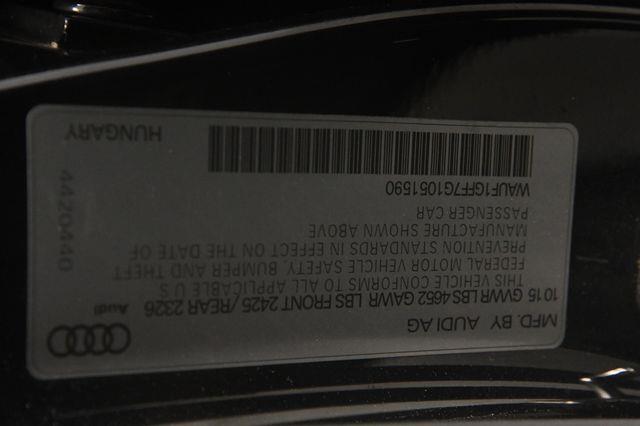 MFD. BY AUDI AG
10 15 GVWR LBS 4652 GAWR LBS FRONT 2425 / REAR 2326
THIS VEHICLE CONFORMS TO ALL APPLICABLE U S
FEDERAL MOTOR VEHICLE SAFETY, BUMPER AND THEFT
PREVENTION STANDARDS IN EFFECT ON THE DATE OF
MANUFACTURE SHOWN ABOVE
PASSENGER CAR
WAUF1GFF7G1051590
Audi
4420440
HUNGARY